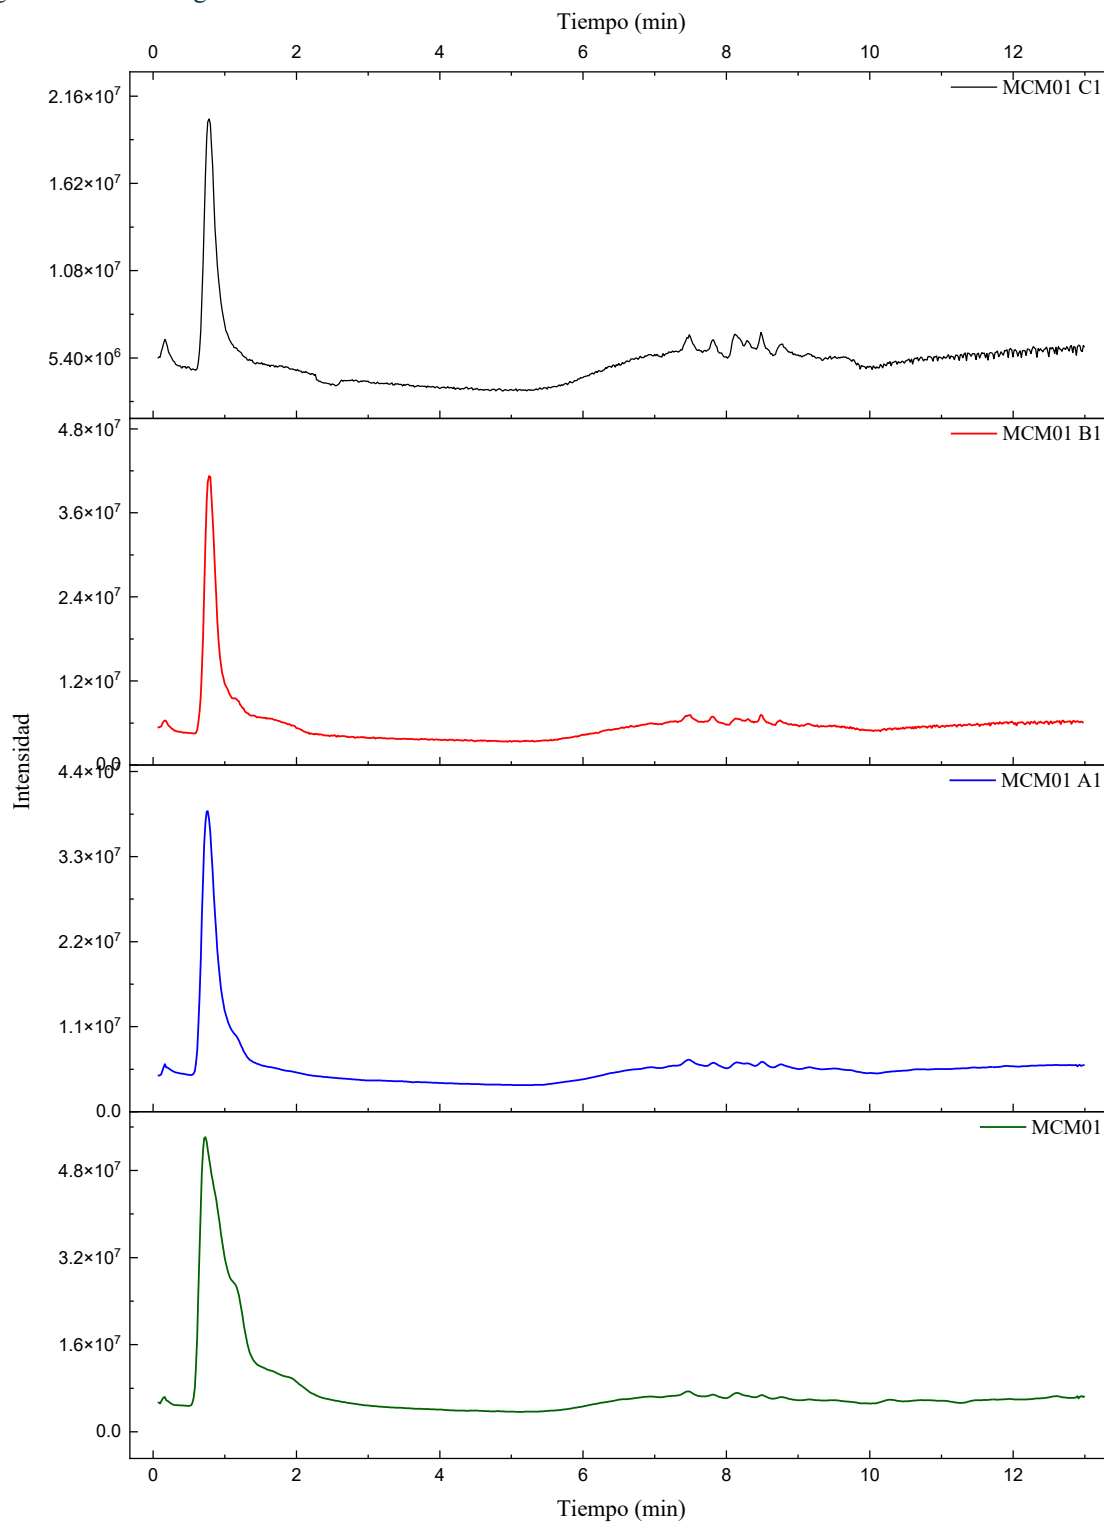 Tiempo (min)
0 2 4 6 8 10 12
MCM01 C1
2.16×10⁷
1.62×10⁷
1.08×10⁷
5.40×10⁶
MCM01 B1
4.8×10⁷
3.6×10⁷
2.4×10⁷
1.2×10⁷
0.0
Intensidad
MCM01 A1
4.4×10⁷
3.3×10⁷
2.2×10⁷
1.1×10⁷
0.0
MCM01
4.8×10⁷
3.2×10⁷
1.6×10⁷
0.0
0 2 4 6 8 10 12
Tiempo (min)